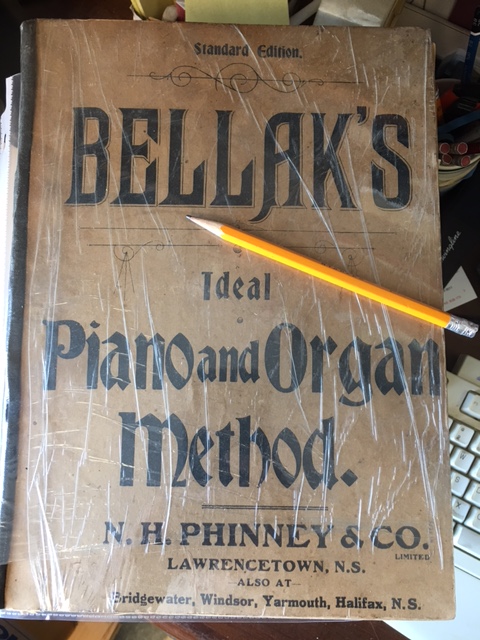 Standard Edition.
BELLAK'S
Ideal
Piano and Organ
Method.
N. H. PHINNEY & CO.
LIMITED
LAWRENCETOWN, N.S.
ALSO AT
Bridgewater, Windsor, Yarmouth, Halifax, N.S.